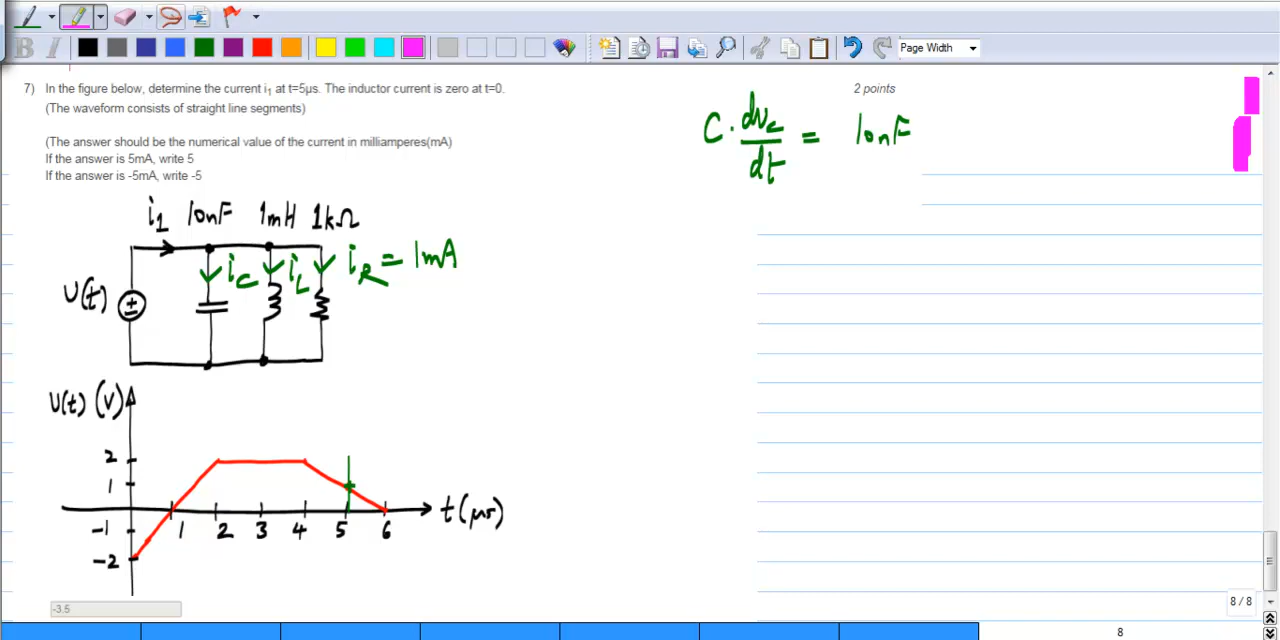 B I
Page Width
7) In the figure below, determine the current i1 at t=5µs. The inductor current is zero at t=0.
2 points
(The waveform consists of straight line segments)
(The answer should be the numerical value of the current in milliamperes(mA)
If the answer is 5mA, write 5
If the answer is -5mA, write -5
C · dvc/dt = 10nF
i1 10nF 1mH 1kΩ
iC iL iR = 1mA
V(t)
V(t) (V)
2
1
-1
-2
1 2 3 4 5 6
t(µs)
-3.5
8 / 8
8